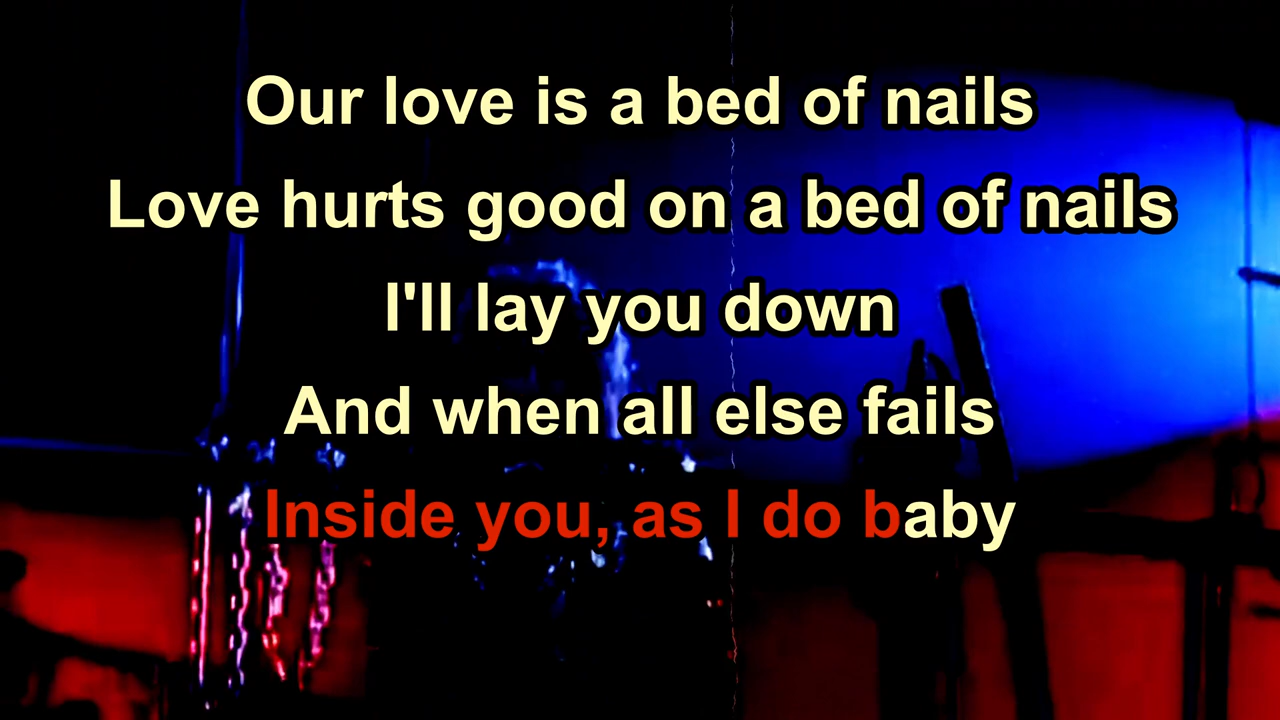 Our love is a bed of nails
Love hurts good on a bed of nails
I'll lay you down
And when all else fails
Inside you, as I do baby